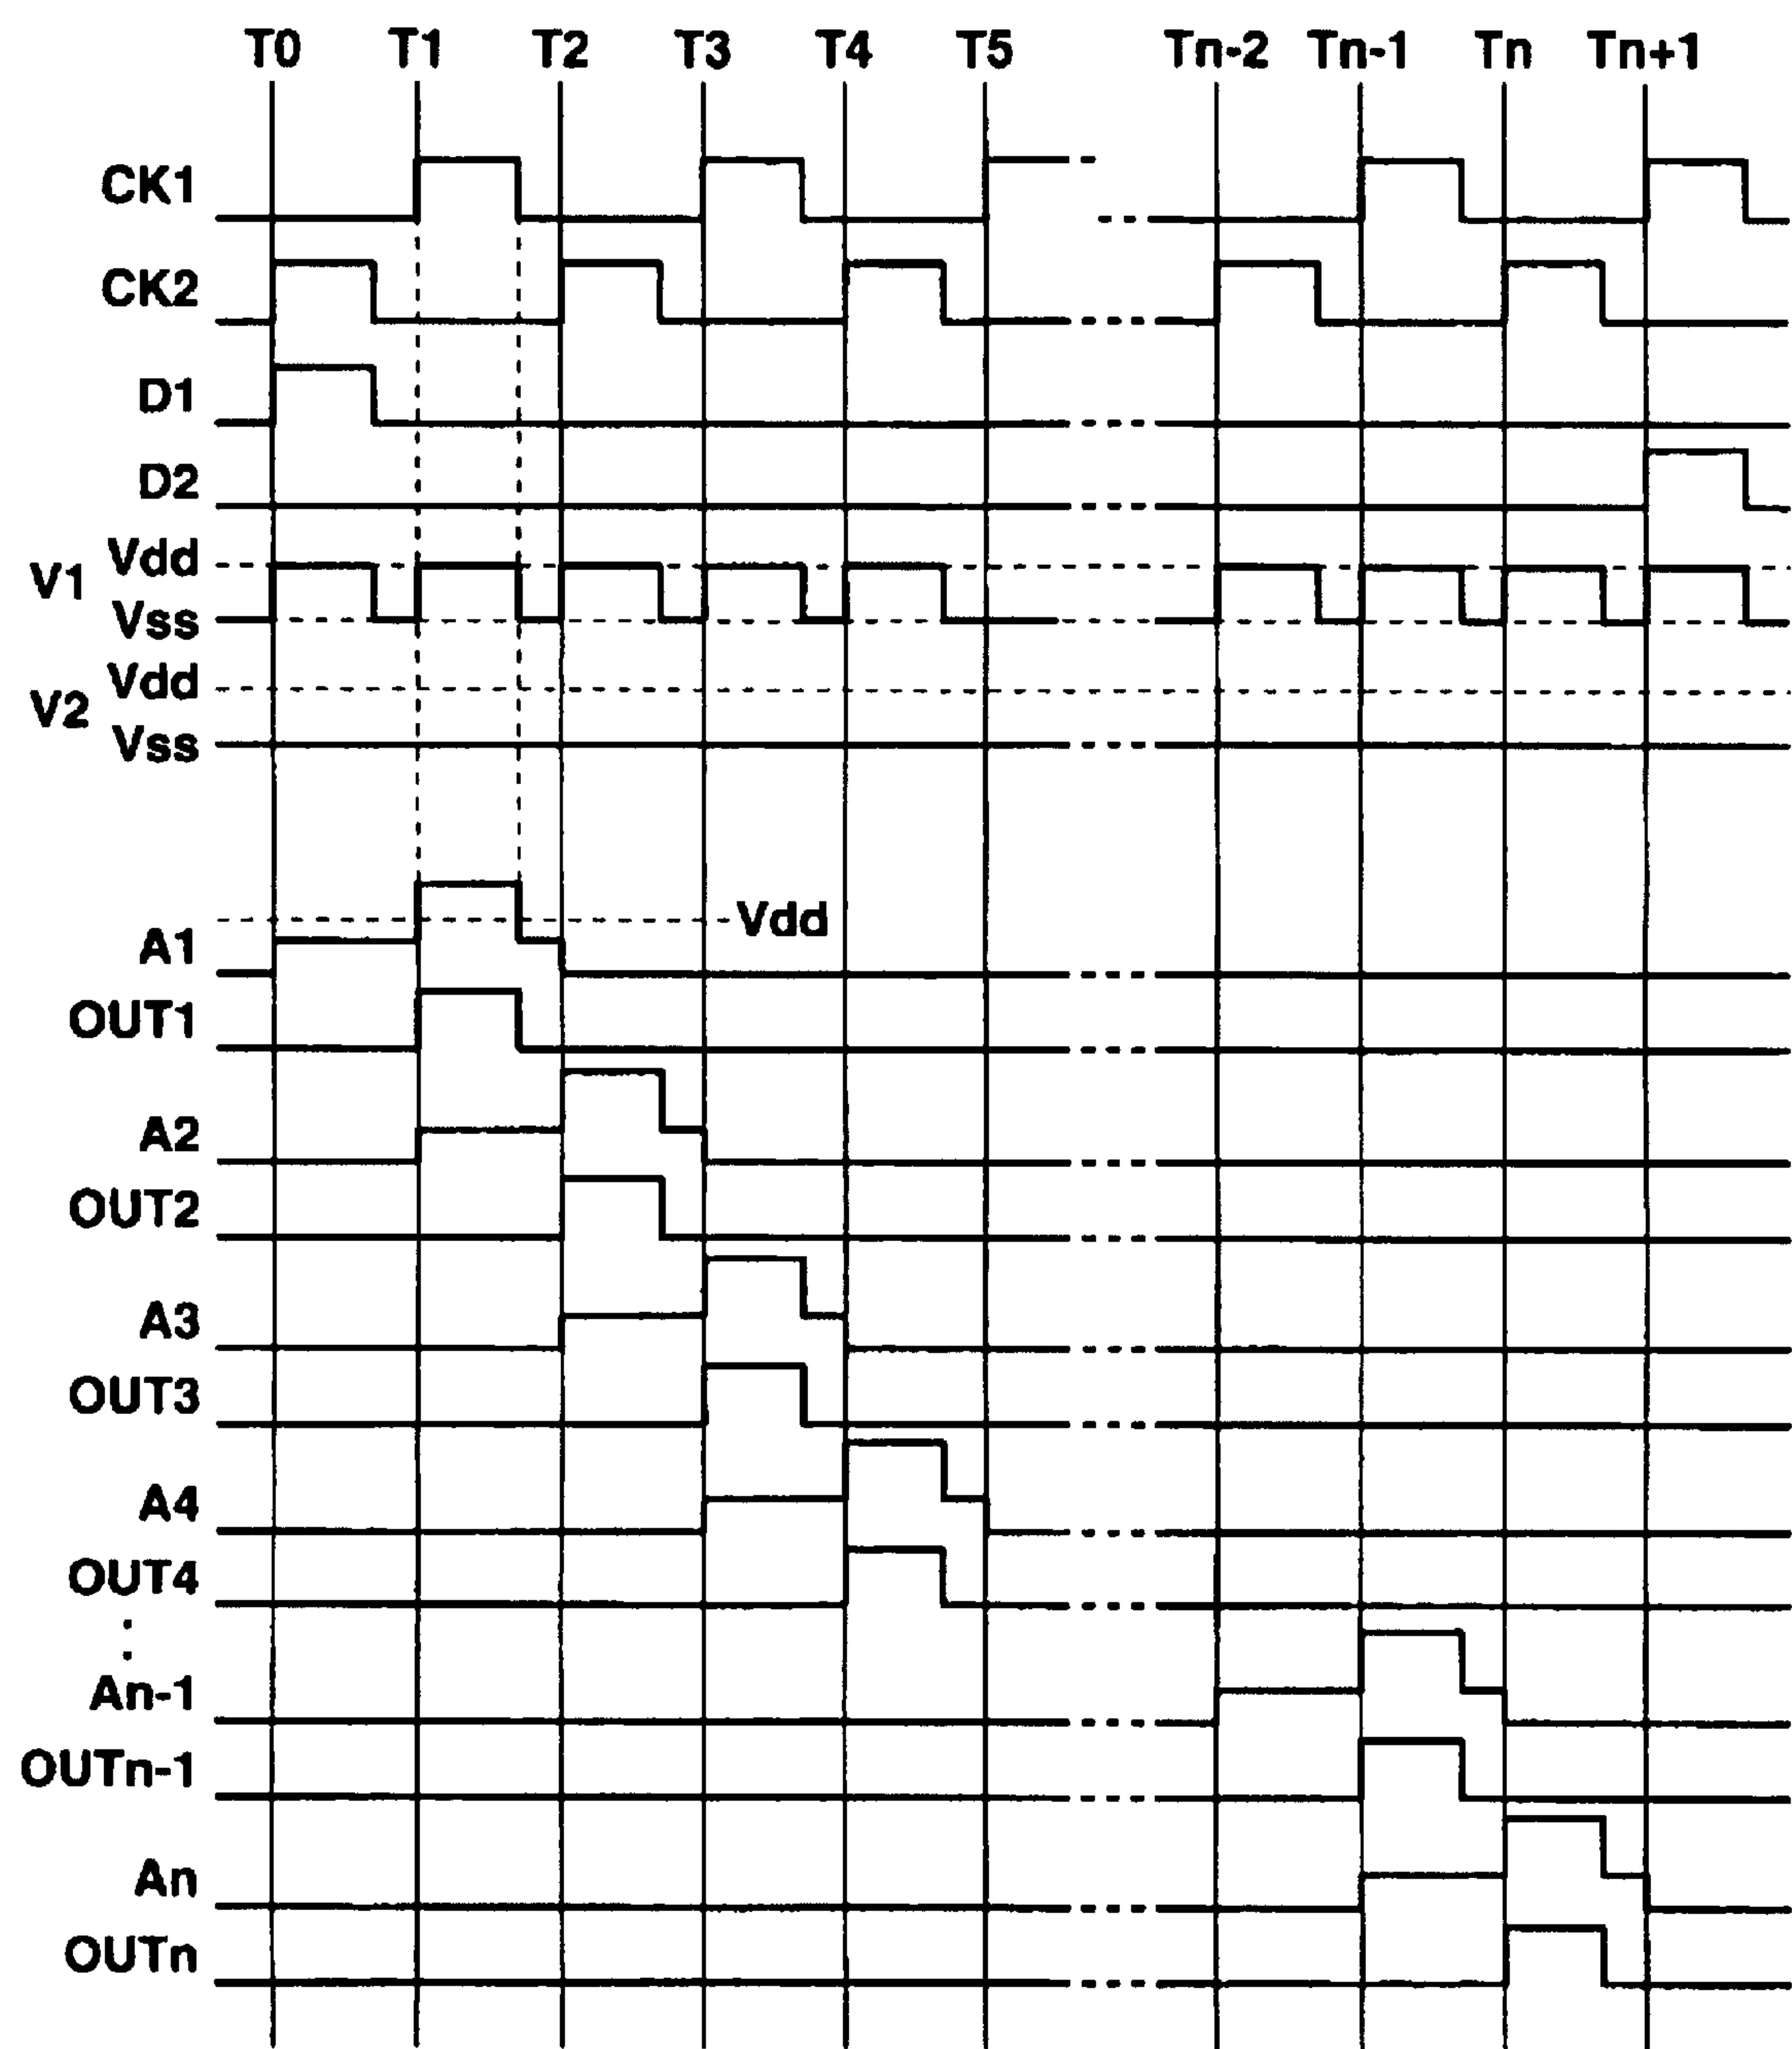 T0 T1 T2 T3 T4 T5 Tn-2 Tn-1 Tn Tn+1
CK1
CK2
D1
D2
V1 Vdd
Vss
V2 Vdd
Vss
Vdd
A1
OUT1
A2
OUT2
A3
OUT3
A4
OUT4
:
An-1
OUTn-1
An
OUTn